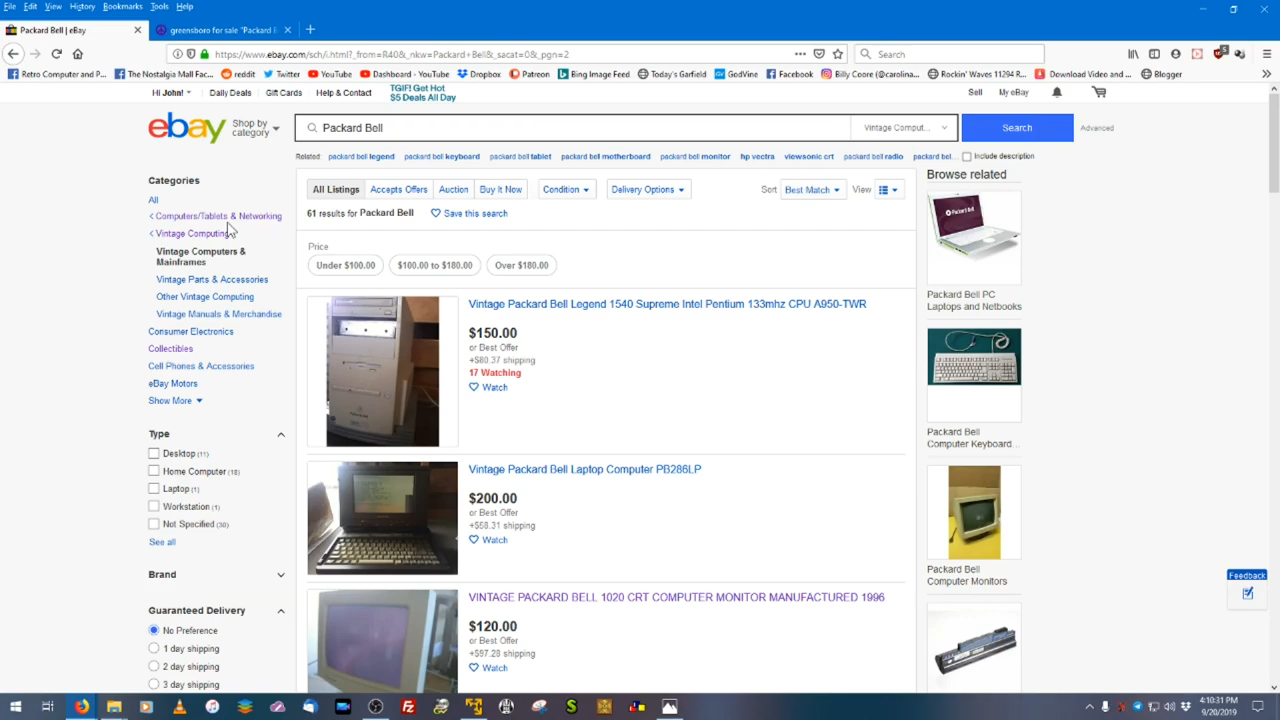 File Edit View History Bookmarks Tools Help
Packard Bell | eBay
greensboro for sale "Packard B
https://www.ebay.com/sch/i.html?_from=R40&_nkw=Packard+Bell&_sacat=0&_pgn=2
Search
Retro Computer and P...
The Nostalgia Mall Fac...
reddit
Twitter
YouTube
Dashboard - YouTube
Dropbox
Patreon
Bing Image Feed
Today's Garfield
GodVine
Facebook
Billy Coore (@carolina...
Rockin' Waves 11294 R...
Download Video and ...
Blogger
Hi John!
Daily Deals
Gift Cards
Help & Contact
TGIF! Get Hot
$5 Deals All Day
Sell
My eBay
ebay
Shop by
category
Packard Bell
Vintage Comput...
Search
Advanced
Related:
packard bell legend
packard bell keyboard
packard bell tablet
packard bell motherboard
packard bell monitor
hp vectra
viewsonic crt
packard bell radio
packard bel...
Include description
Categories
All
Computers/Tablets & Networking
Vintage Computing
Vintage Computers &
Mainframes
Vintage Parts & Accessories
Other Vintage Computing
Vintage Manuals & Merchandise
Consumer Electronics
Collectibles
Cell Phones & Accessories
eBay Motors
Show More
Type
Desktop (11)
Home Computer (18)
Laptop (1)
Workstation (1)
Not Specified (30)
See all
Brand
Guaranteed Delivery
No Preference
1 day shipping
2 day shipping
3 day shipping
All Listings
Accepts Offers
Auction
Buy It Now
Condition
Delivery Options
Sort
Best Match
View
61 results for Packard Bell
Save this search
Price
Under $100.00
$100.00 to $180.00
Over $180.00
Vintage Packard Bell Legend 1540 Supreme Intel Pentium 133mhz CPU A950-TWR
$150.00
or Best Offer
+$80.37 shipping
17 Watching
Watch
Vintage Packard Bell Laptop Computer PB286LP
$200.00
or Best Offer
+$58.31 shipping
Watch
VINTAGE PACKARD BELL 1020 CRT COMPUTER MONITOR MANUFACTURED 1996
$120.00
or Best Offer
+$97.28 shipping
Watch
Browse related
Packard Bell PC
Laptops and Netbooks
Packard Bell
Computer Keyboard...
Packard Bell
Computer Monitors
Feedback
4:10:31 PM
9/20/2019